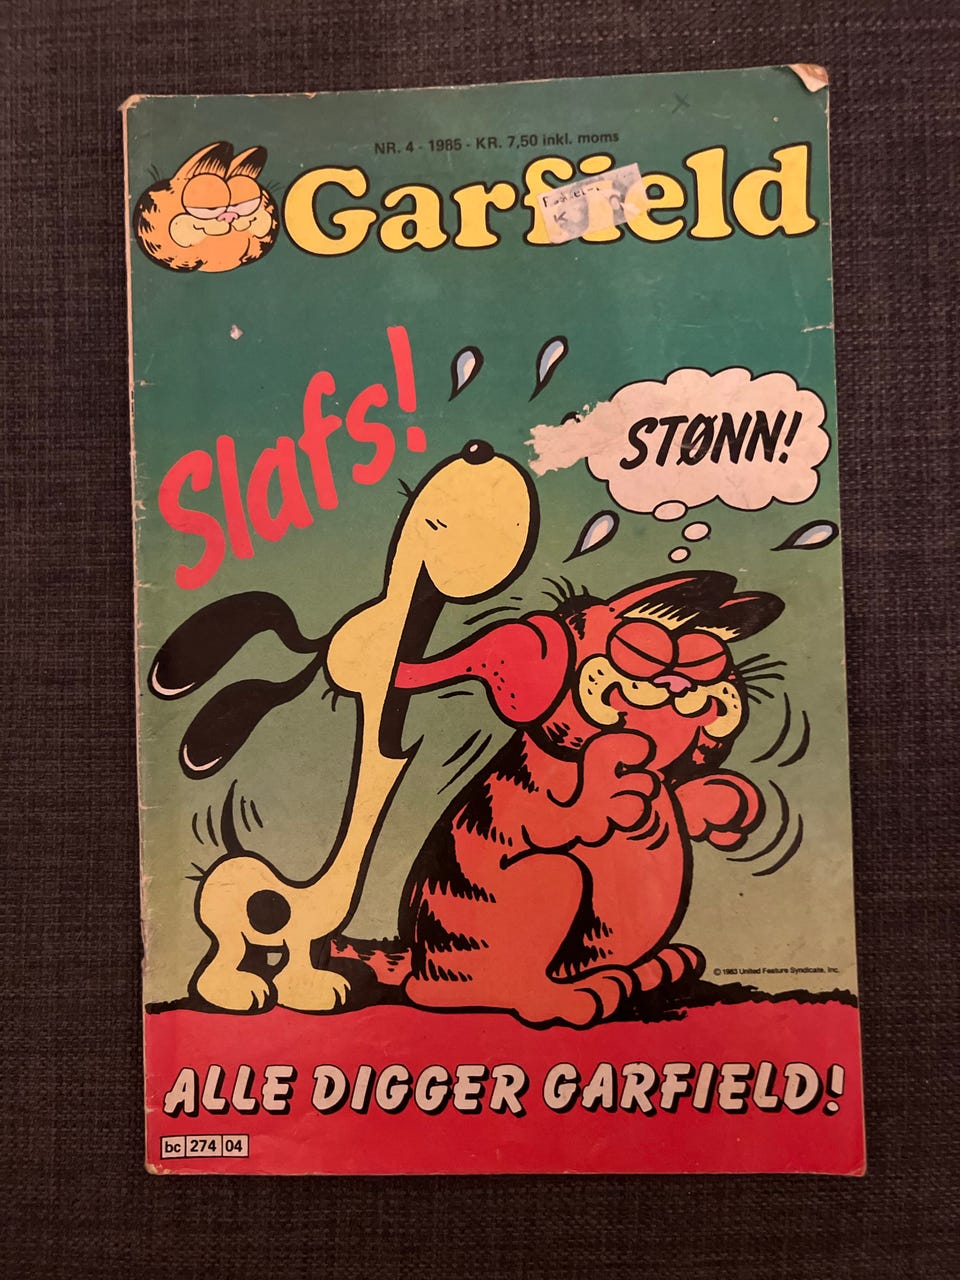 NR. 4 - 1985 - KR. 7,50 inkl. moms
Garfield
Slafs!
STØNN!
© 1983 United Feature Syndicate, Inc.
ALLE DIGGER GARFIELD!
bc 274 04